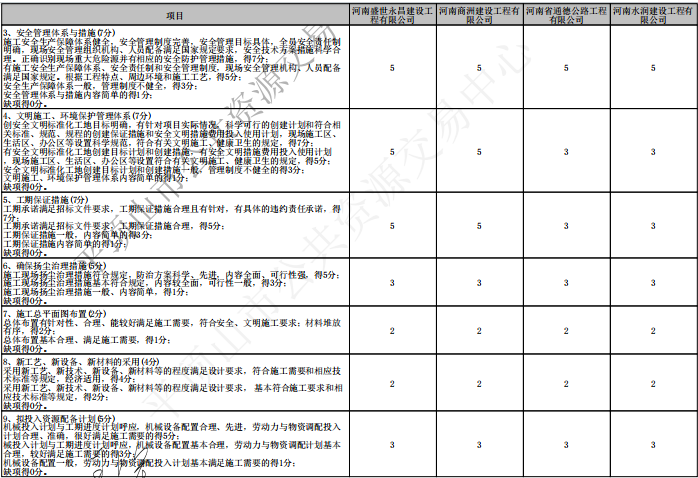 项目
河南盛世永昌建设工程有限公司
河南商洲建设工程有限公司
河南省通德公路工程有限公司
河南水润建设工程有限公司
3、安全管理体系与措施(7分)
施工安全生产保障体系健全，安全管理制度完善，安全管理目标具体，全员安全责任制
明确，现场安全管理组织机构、人员配备满足国家规定要求，安全技术方案措施科学合
理。正确识别现场重大危险源并有相应的安全防护管理措施，得7分；
有施工安全生产保障体系、安全责任制和安全管理制度，现场安全管理机构、人员配备
满足国家规定。根据工程特点、周边环境和施工工艺，得5分；
安全生产保障体系一般，管理制度不健全，得3分；
安全管理体系与措施内容简单的得1分；
缺项得0分。
5 5 5 5
4、文明施工、环境保护管理体系(7分)
创安全文明标准化工地目标明确，有针对项目实际情况、科学可行的创建计划和符合相
关标准、规范、规程的创建保证措施和安全文明措施费用投入使用计划，现场施工区、
生活区、办公区等设置科学规范，符合有关文明施工、健康卫生的规定，得7分；
有安全文明标准化工地创建目标计划和创建措施，有安全文明措施费用投入使用计划
，现场施工区、生活区、办公区等设置符合有关文明施工、健康卫生的规定，得5分；
安全文明标准化工地创建目标计划和创建措施一般，管理制度不健全的得3分；
文明施工、环境保护管理体系内容简单的得1分；
缺项得0分。
5 5 3 3
5、工期保证措施(7分)
工期承诺满足招标文件要求，工期保证措施合理且有针对，有具体的违约责任承诺，得
7分；
工期承诺满足招标文件要求，工期保证措施合理，得5分；
工期保证措施一般，内容简单的得3分；
工期保证措施内容简单的得1分；
缺项得0分。
5 5 3 3
6、确保扬尘治理措施(5分)
施工现场扬尘治理措施符合规定，防治方案科学、先进，内容全面、可行性强，得5分；
施工现场扬尘治理措施基本符合规定，内容较全面，可行性一般，得3分；
施工现场扬尘治理措施一般、内容简单，得1分；
缺项得0分。
3 3 3 3
7、施工总平面图布置(2分)
总体布置有针对性、合理、能较好满足施工需要，符合安全、文明施工要求；材料堆放
有序，得2分；
总体布置基本合理、满足施工需要，得1分；
缺项得0分。
2 2 2 2
8、新工艺、新设备、新材料的采用(4分)
采用新工艺、新技术、新设备、新材料等的程度满足设计要求，符合施工需要和相应技
术标准等规定，经济适用，得4分；
采用新工艺、新技术、新设备、新材料等的程度满足设计要求， 基本符合施工要求和相
应技术标准等规定，得2分；
缺项得0分。
2 2 2 2
9、拟投入资源配备计划(5分)
机械投入计划与工期进度计划呼应，机械设备配置合理、先进，劳动力与物资调配投入
计划合理、准确，很好满足施工需要的得5分；
械投入计划与工期进度计划呼应，机械设备配置基本合理，劳动力与物资调配计划基本
合理，较好满足施工需要的得3分；
机械设备配置一般，劳动力与物资调配投入计划基本满足施工需要的得1分；
缺项得0分。
3 3 3 3
平顶山市公共资源交易中心